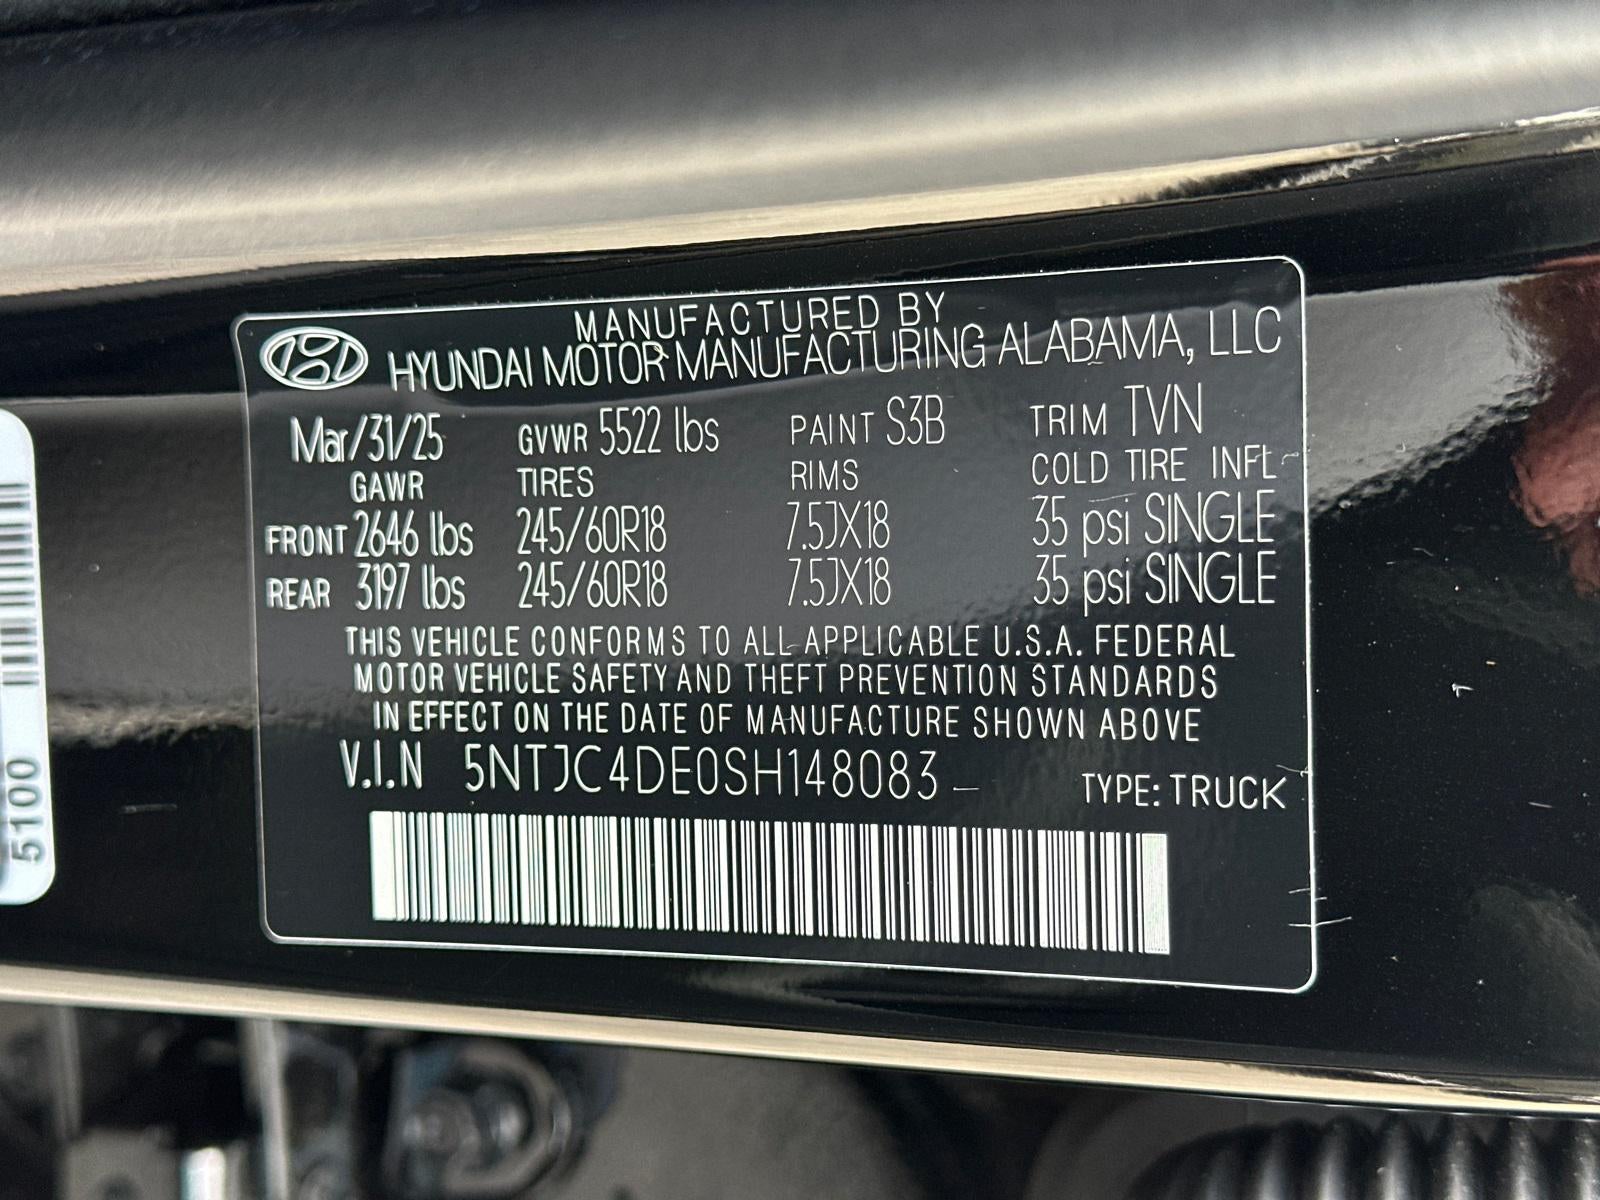 MANUFACTURED BY
HYUNDAI MOTOR MANUFACTURING ALABAMA, LLC
Mar/31/25 GVWR 5522 lbs PAINT S3B TRIM TVN
GAWR TIRES RIMS COLD TIRE INFL
FRONT 2646 lbs 245/60R18 7.5JX18 35 psi SINGLE
REAR 3197 lbs 245/60R18 7.5JX18 35 psi SINGLE
THIS VEHICLE CONFORMS TO ALL APPLICABLE U.S.A. FEDERAL
MOTOR VEHICLE SAFETY AND THEFT PREVENTION STANDARDS
IN EFFECT ON THE DATE OF MANUFACTURE SHOWN ABOVE
V.I.N 5NTJC4DE0SH148083 TYPE: TRUCK
5100